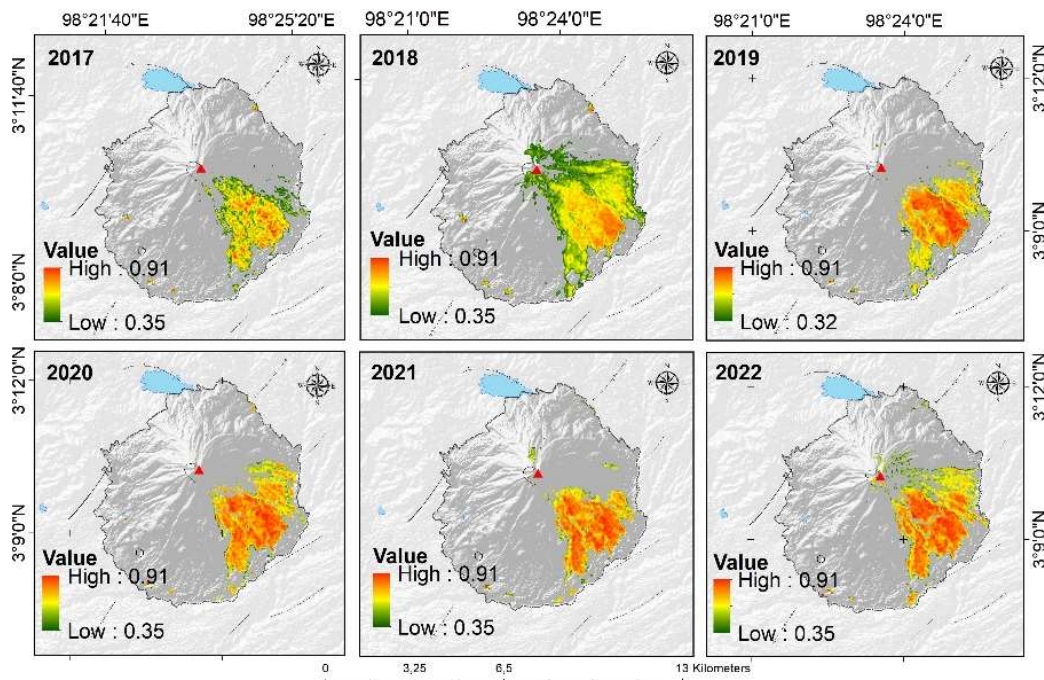 98°21'40"E 98°25'20"E 98°21'0"E 98°24'0"E 98°21'0"E 98°24'0"E
2017
2018
2019
3°11'40"N
3°8'0"N
3°12'0"N
3°9'0"N
Value
High : 0.91
Low : 0.35
Value
High : 0.91
Low : 0.35
Value
High : 0.91
Low : 0.32
2020
2021
2022
3°12'0"N
3°9'0"N
3°12'0"N
3°9'0"N
Value
High : 0.91
Low : 0.35
Value
High : 0.91
Low : 0.35
Value
High : 0.91
Low : 0.35
0 3,25 6,5 13 Kilometers